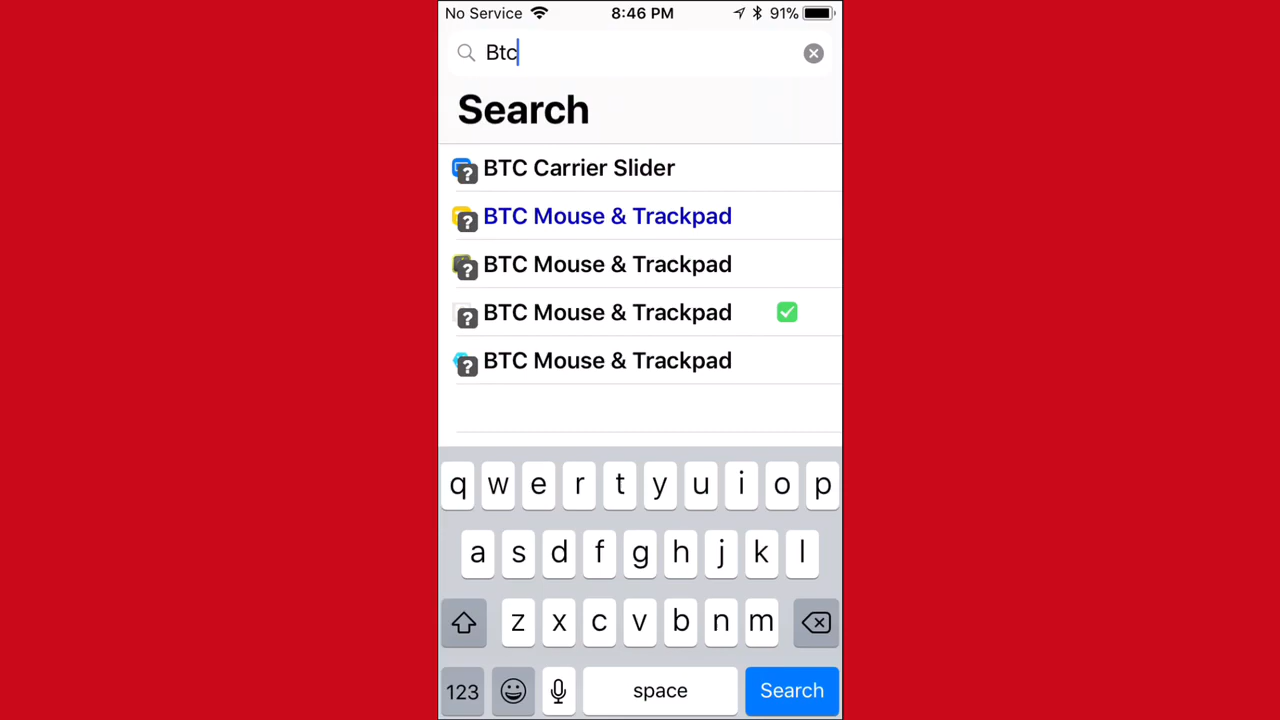 No Service 8:46 PM 91%
Btc
Search
? BTC Carrier Slider
? BTC Mouse & Trackpad
? BTC Mouse & Trackpad
? BTC Mouse & Trackpad
? BTC Mouse & Trackpad
q w e r t y u i o p
a s d f g h j k l
z x c v b n m
123 space Search